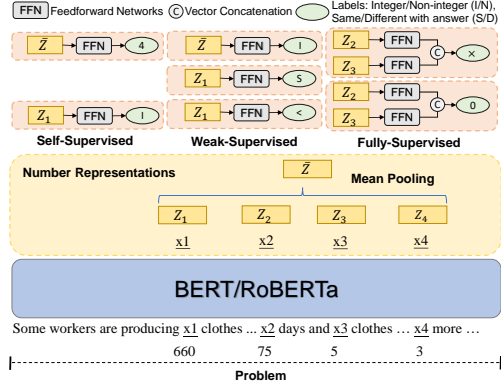 FFN Feedforward Networks C Vector Concatenation Labels: Integer/Non-integer (I/N),
Same/Different with answer (S/D)
Z̄ FFN 4
Z̄ FFN I
Z2 FFN
C ×
Z3 FFN
Z1 FFN S
Z2 FFN
C 0
Z3 FFN
Z1 FFN I
Z1 FFN <
Self-Supervised Weak-Supervised Fully-Supervised
Number Representations Z̄ Mean Pooling
Z1 Z2 Z3 Z4
x1 x2 x3 x4
BERT/RoBERTa
Some workers are producing x1 clothes ... x2 days and x3 clothes ... x4 more ...
660 75 5 3
Problem